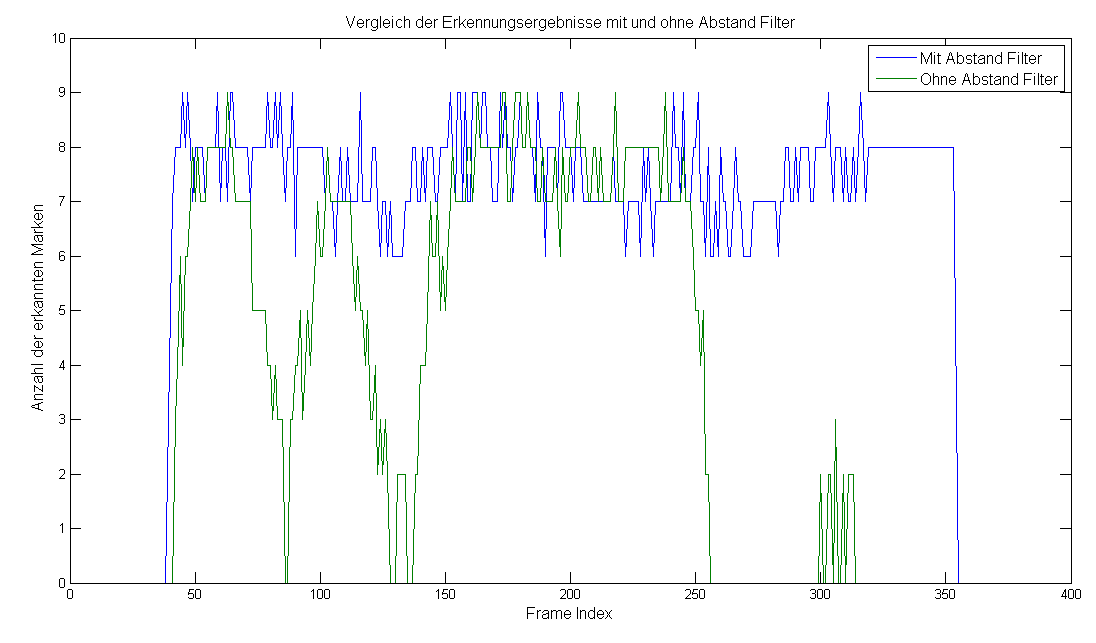 Vergleich der Erkennungsergebnisse mit und ohne Abstand Filter
Mit Abstand Filter
Ohne Abstand Filter
Anzahl der erkannten Marken
10
9
8
7
6
5
4
3
2
1
0
0 50 100 150 200 250 300 350 400
Frame Index